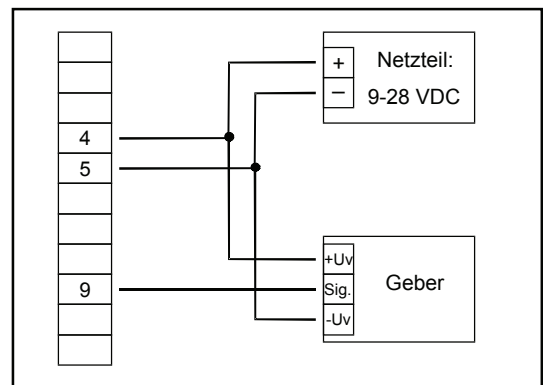 4
5
9
+
–
Netzteil:
9-28 VDC
+Uv
Sig.
-Uv
Geber